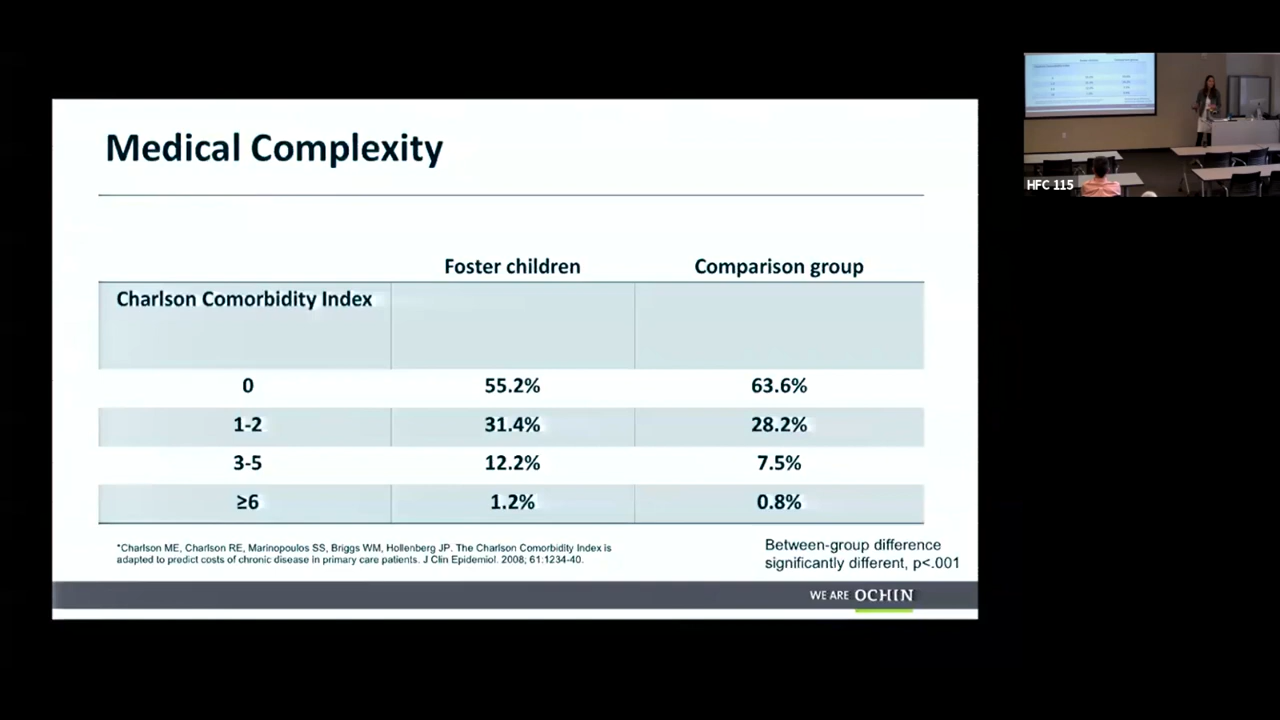 Medical Complexity
Foster children Comparison group
Charlson Comorbidity Index
0 55.2% 63.6%
1-2 31.4% 28.2%
3-5 12.2% 7.5%
≥6 1.2% 0.8%
*Charlson ME, Charlson RE, Marinopoulos SS, Briggs WM, Hollenberg JP. The Charlson Comorbidity Index is
adapted to predict costs of chronic disease in primary care patients. J Clin Epidemiol. 2008; 61:1234-40.
Between-group difference
significantly different, p<.001
WE ARE OCHIN
HFC 115